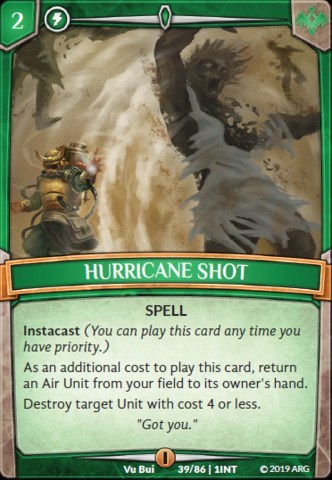 2
HURRICANE SHOT
SPELL
Instacast (You can play this card any time you
have priority.)
As an additional cost to play this card, return
an Air Unit from your field to its owner's hand.
Destroy target Unit with cost 4 or less.
"Got you."
I
Vu Bui 39/86 | 1INT © 2019 ARG